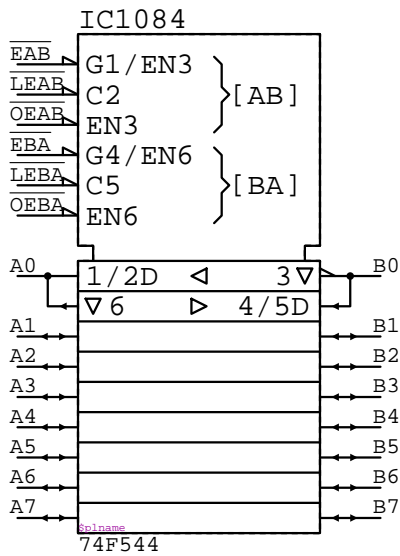 IC1084
EAB G1/EN3
LEAB C2 [AB]
OEAB EN3
EBA G4/EN6
LEBA C5 [BA]
OEBA EN6
A0 1/2D 3 B0
6 4/5D
A1 B1
A2 B2
A3 B3
A4 B4
A5 B5
A6 B6
A7 B7
$plname
74F544